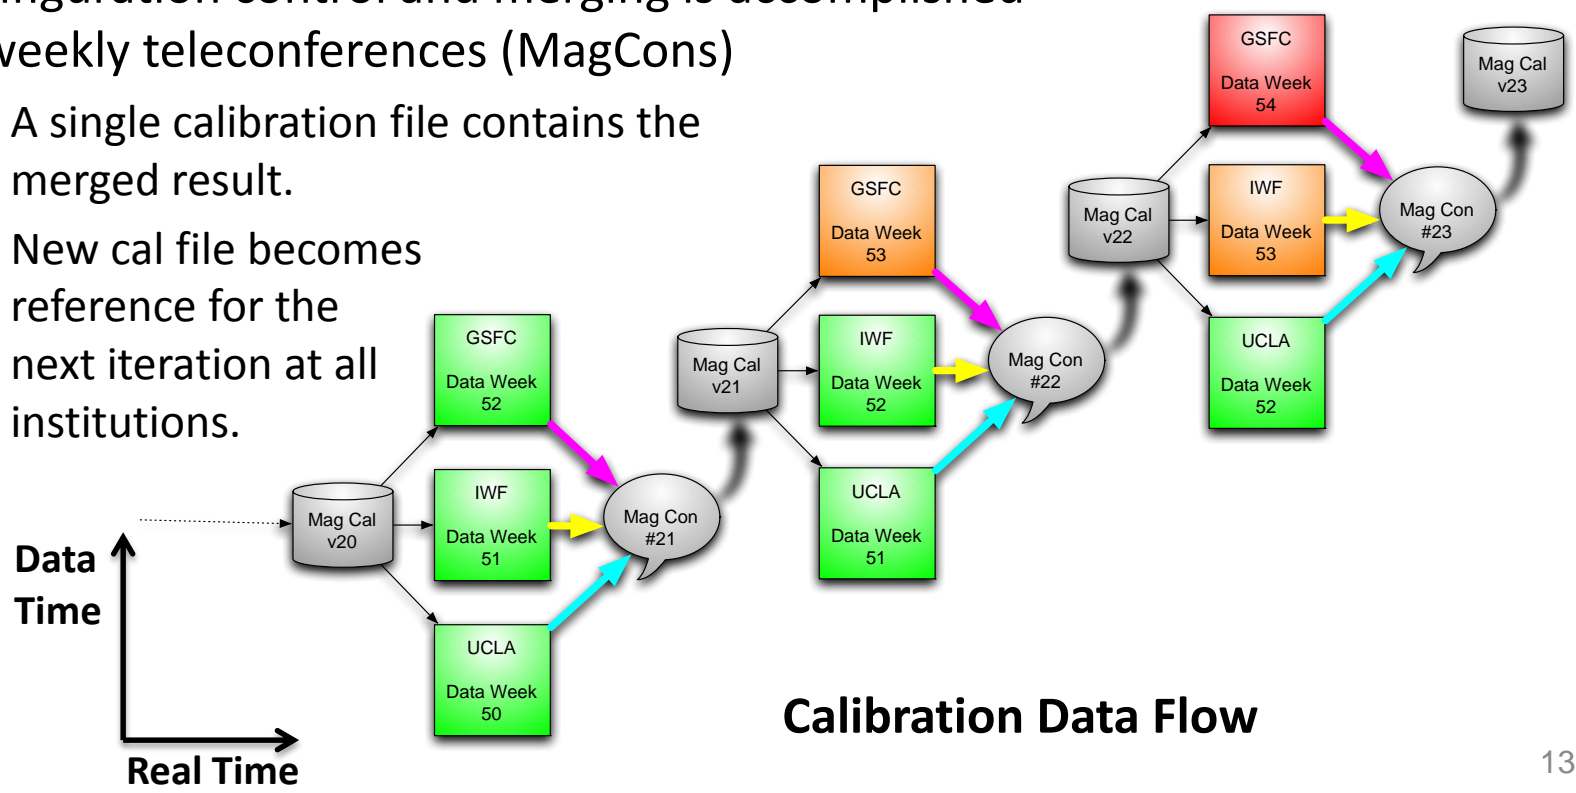 weekly teleconferences (MagCons)
A single calibration file contains the
merged result.
New cal file becomes
reference for the
next iteration at all
institutions.
Mag Cal
v20
GSFC
Data Week
52
IWF
Data Week
51
UCLA
Data Week
50
Mag Con
#21
Mag Cal
v21
GSFC
Data Week
53
IWF
Data Week
52
UCLA
Data Week
51
Mag Con
#22
Mag Cal
v22
GSFC
Data Week
54
IWF
Data Week
53
UCLA
Data Week
52
Mag Con
#23
Mag Cal
v23
Data
Time
Real Time
Calibration Data Flow
13